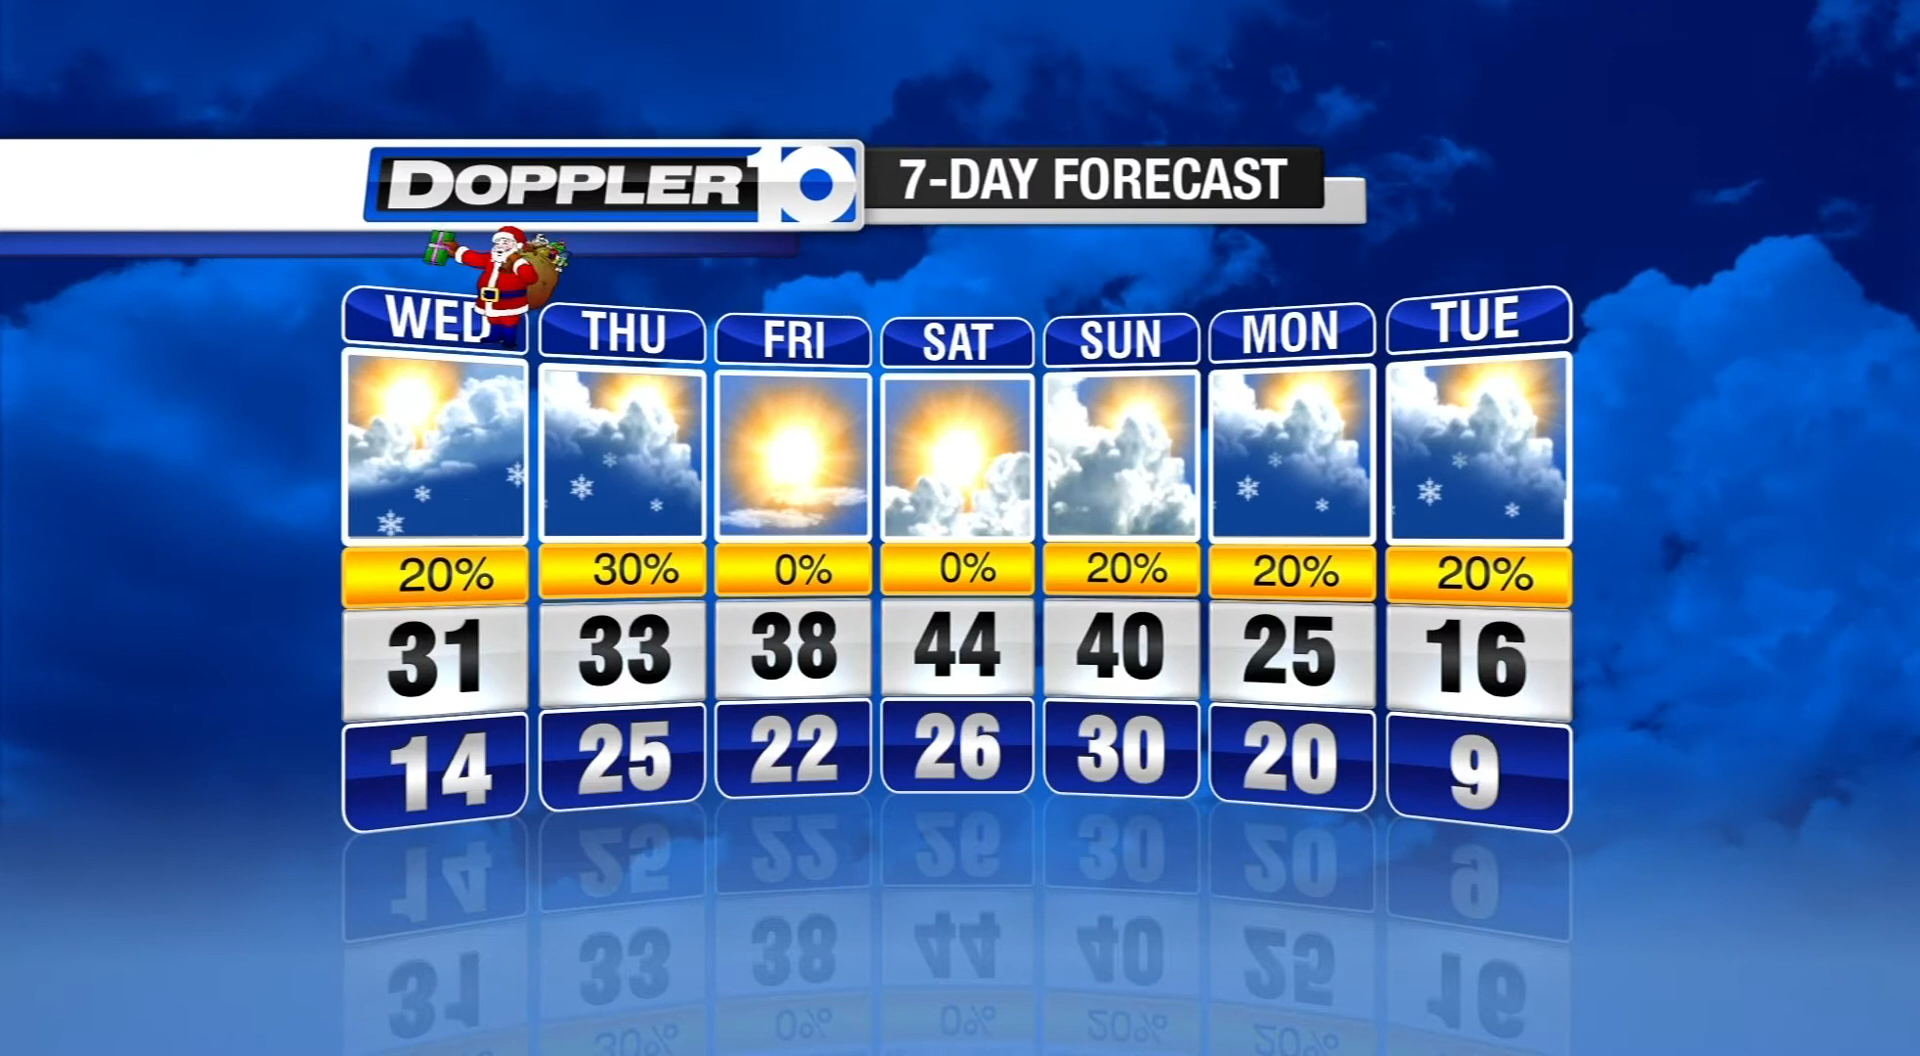 DOPPLER 10 7-DAY FORECAST
WED THU FRI SAT SUN MON TUE
20% 30% 0% 0% 20% 20% 20%
31 33 38 44 40 25 16
14 25 22 26 30 20 9